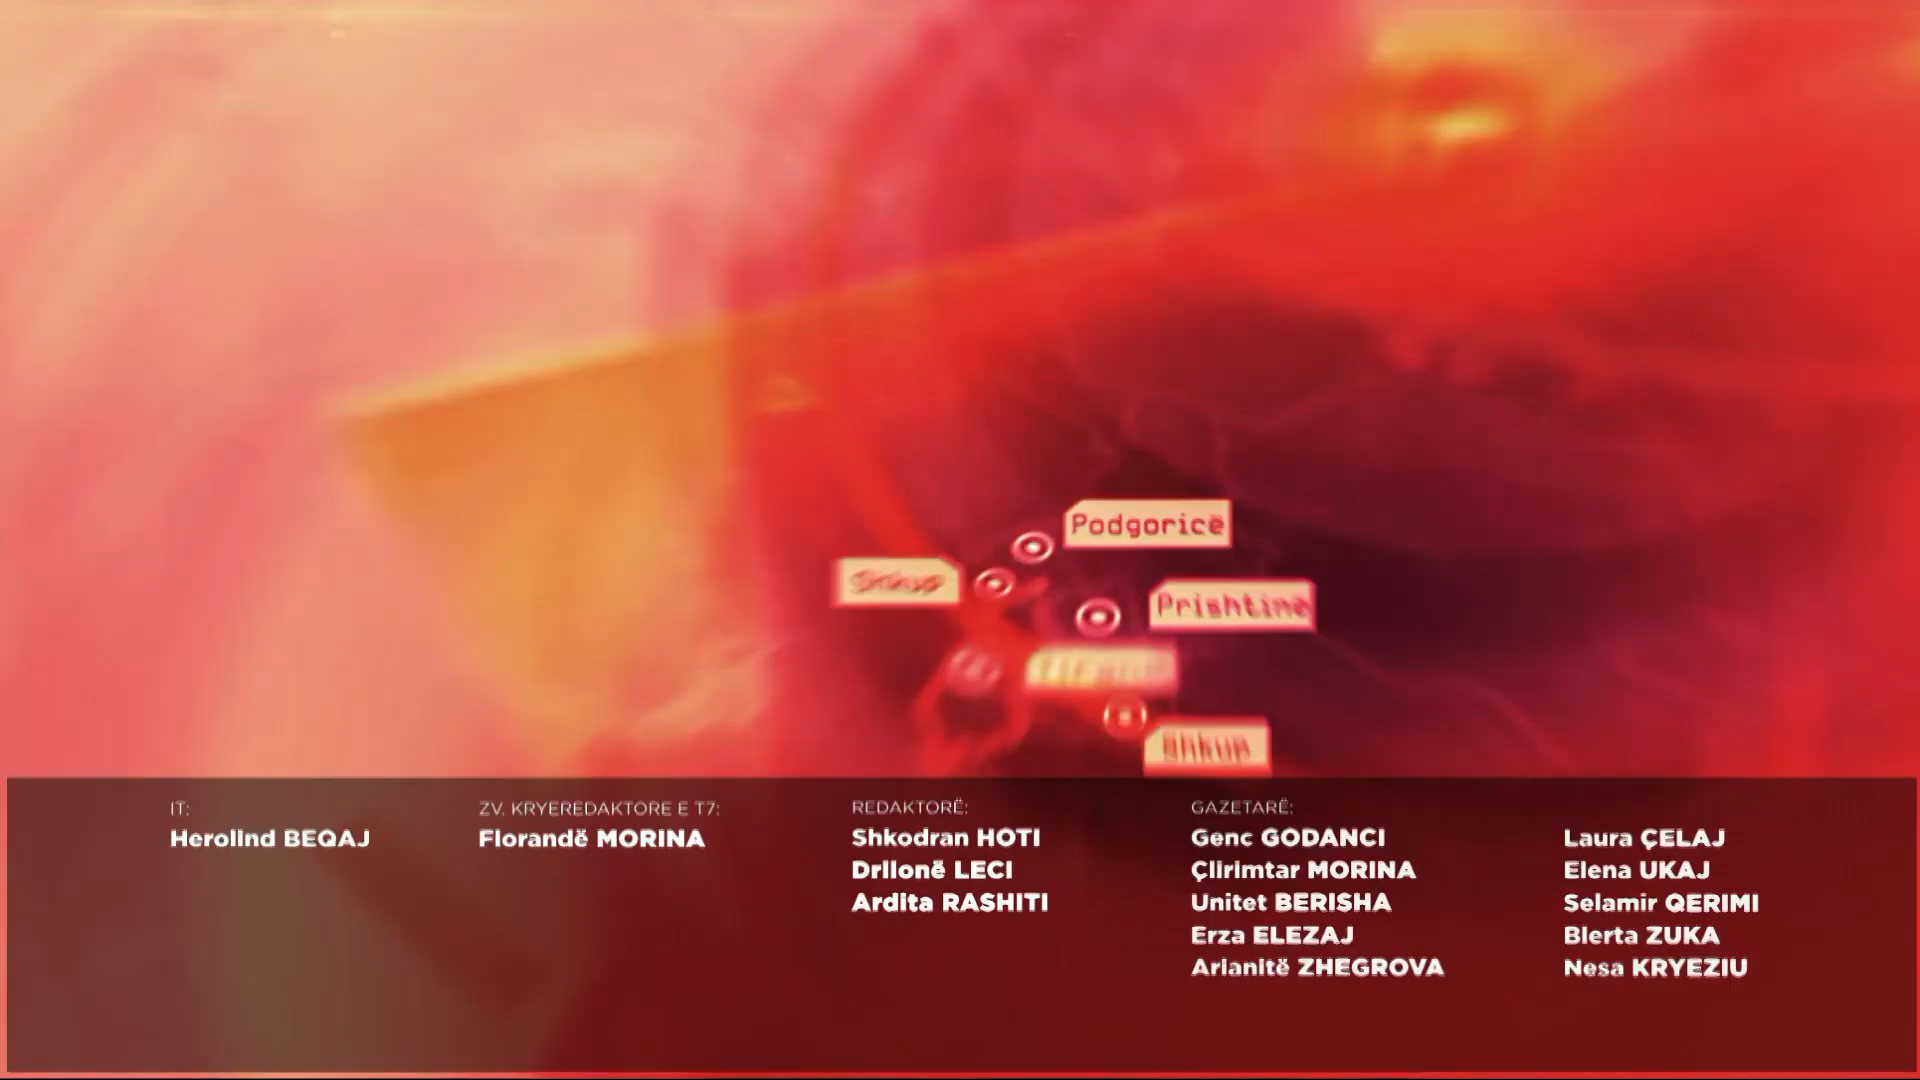 Podgoricë
Shkup
Prishtinë
Shkup
IT:
Herolind BEQAJ
ZV. KRYEREDAKTORE E T7:
Florandë MORINA
REDAKTORË:
Shkodran HOTI
Drilonë LECI
Ardita RASHITI
GAZETARË:
Genc GODANCI
Çlirimtar MORINA
Unitet BERISHA
Erza ELEZAJ
Arianitë ZHEGROVA
Laura ÇELAJ
Elena UKAJ
Selamir QERIMI
Blerta ZUKA
Nesa KRYEZIU